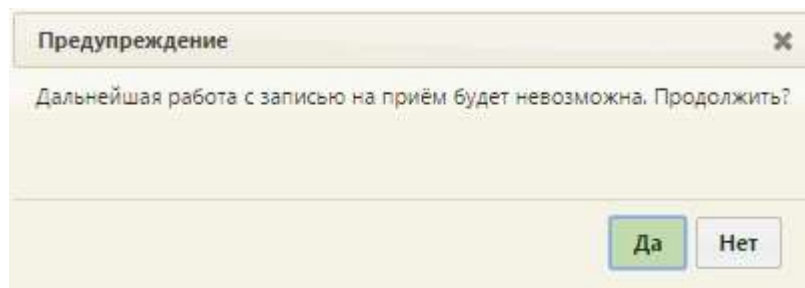 Предупреждение
Дальнейшая работа с записью на приём будет невозможна. Продолжить?
Да
Нет